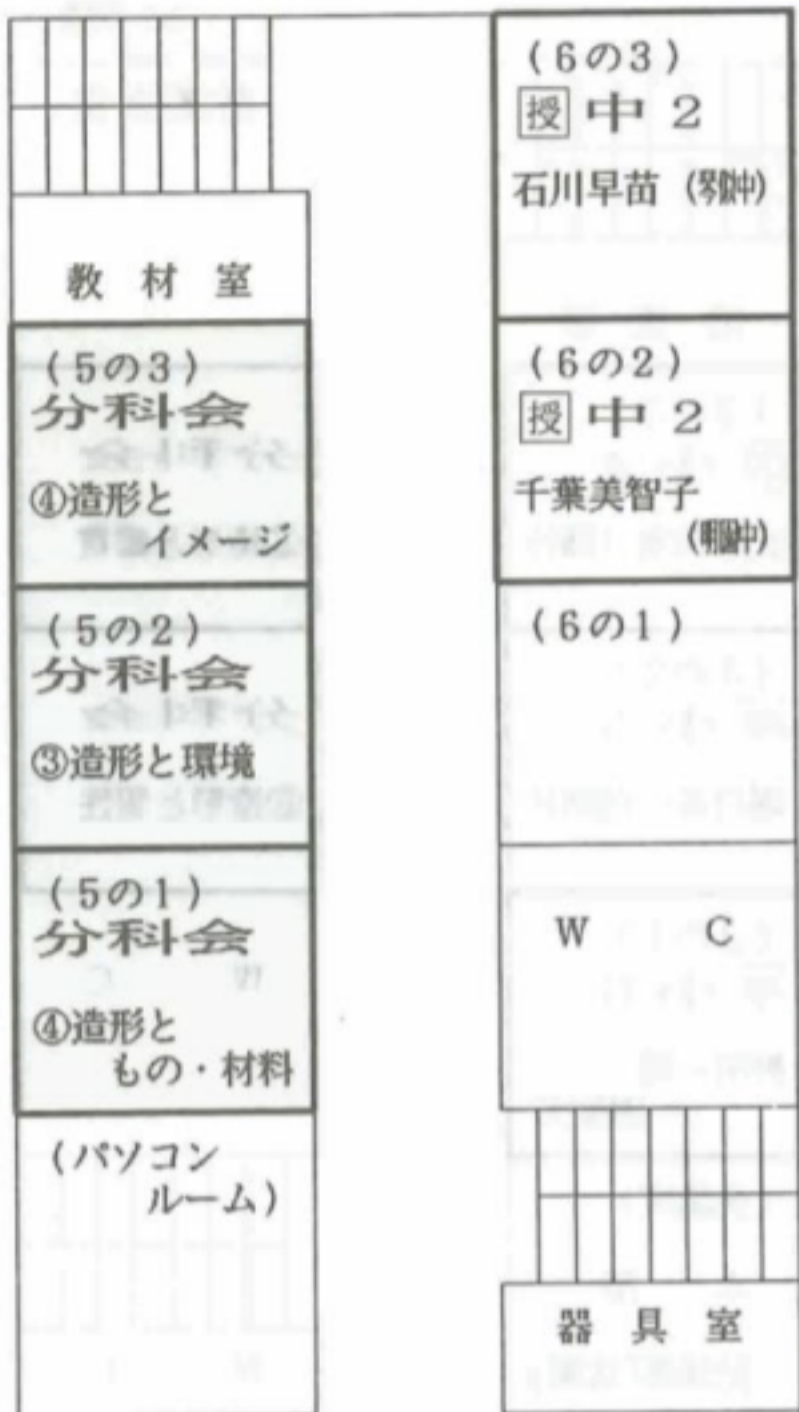 教材室
(5の3)
分科会
④造形と
イメージ
(5の2)
分科会
③造形と環境
(5の1)
分科会
④造形と
もの・材料
(パソコン
ルーム)
(6の3)
授 中2
石川早苗
(6の2)
授 中2
千葉美智子
(6の1)
W C
器具室